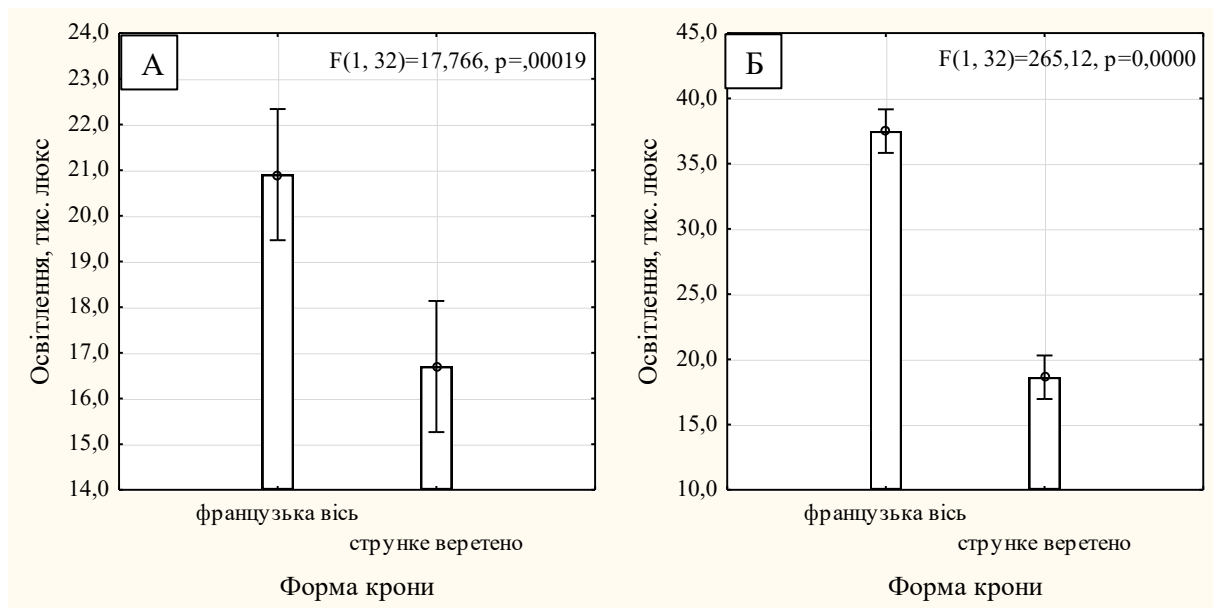 А
F(1, 32)=17,766, p=,00019
Освітлення, тис. люкс
24,0
23,0
22,0
21,0
20,0
19,0
18,0
17,0
16,0
15,0
14,0
французька вісь
струнке веретено
Форма крони
Б
F(1, 32)=265,12, p=0,0000
Освітлення, тис. люкс
45,0
40,0
35,0
30,0
25,0
20,0
15,0
10,0
французька вісь
струнке веретено
Форма крони